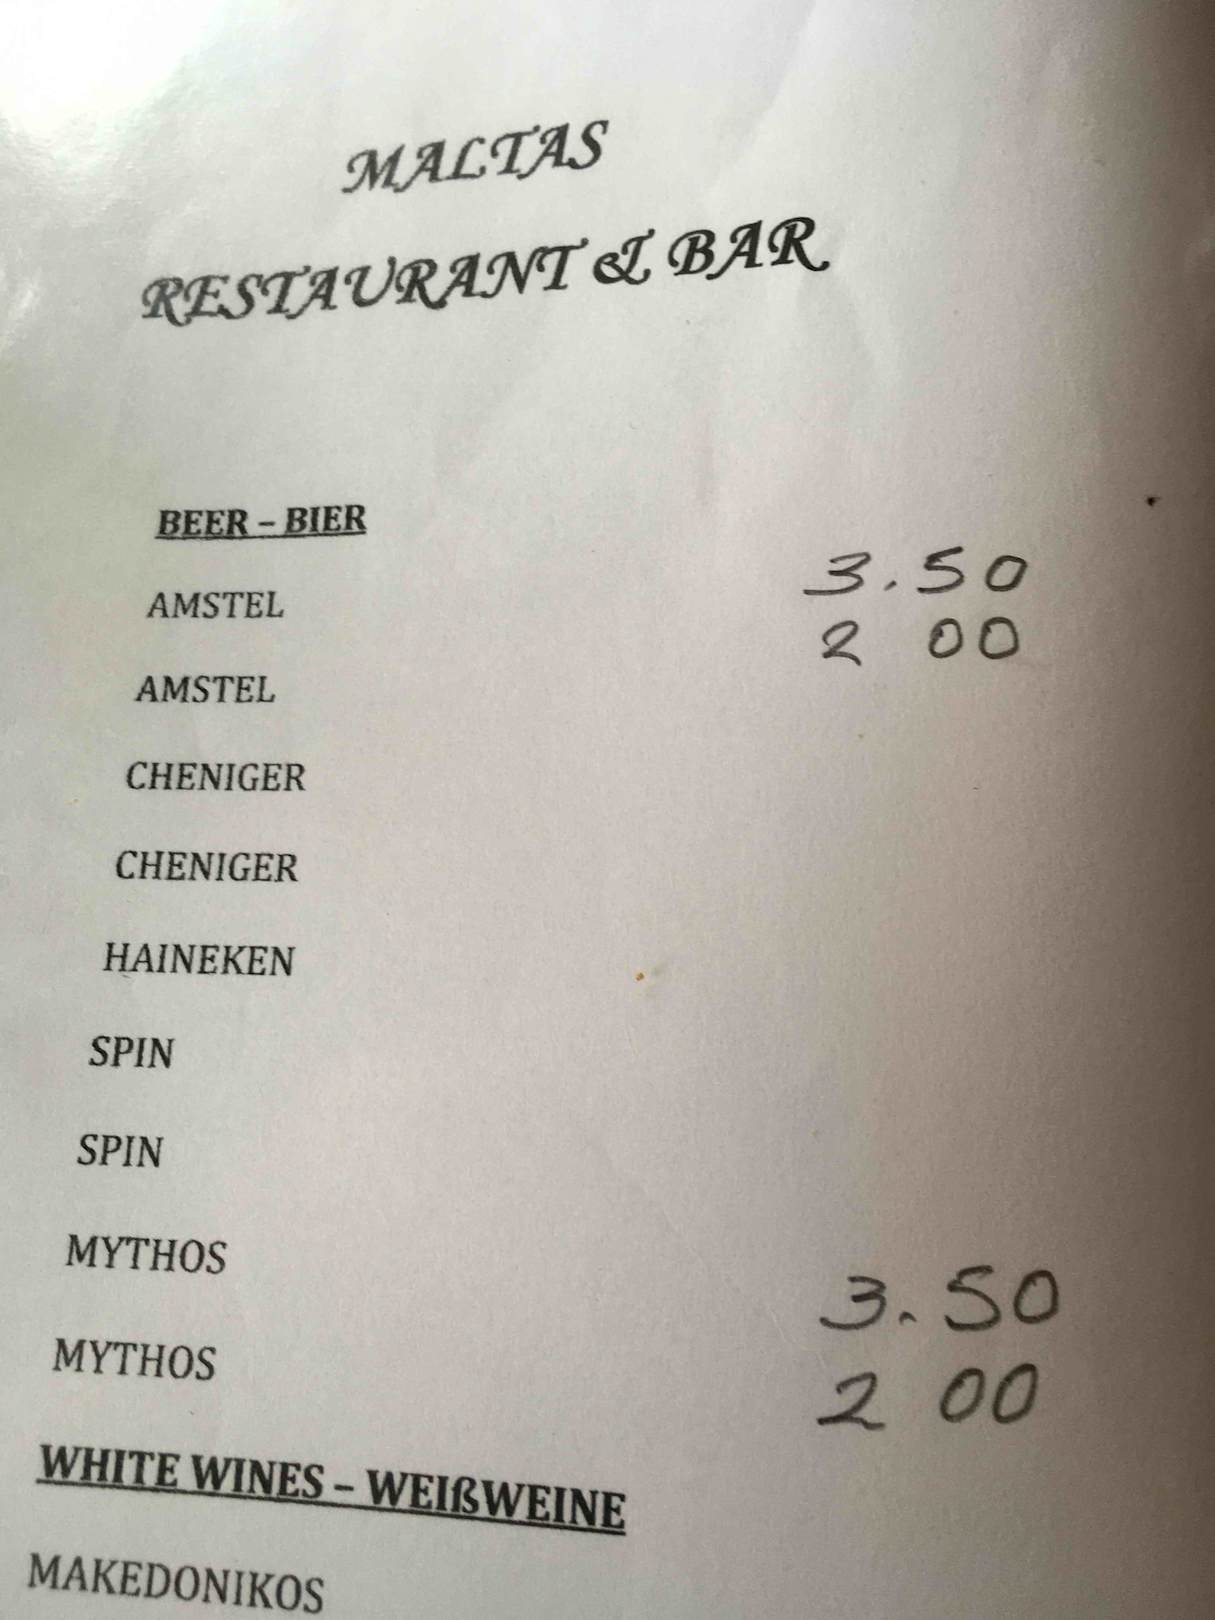 MALTAS
RESTAURANT & BAR
BEER – BIER
AMSTEL 3.50
AMSTEL 2 00
CHENIGER
CHENIGER
HAINEKEN
SPIN
SPIN
MYTHOS 3.50
MYTHOS 2 00
WHITE WINES – WEIßWEINE
MAKEDONIKOS